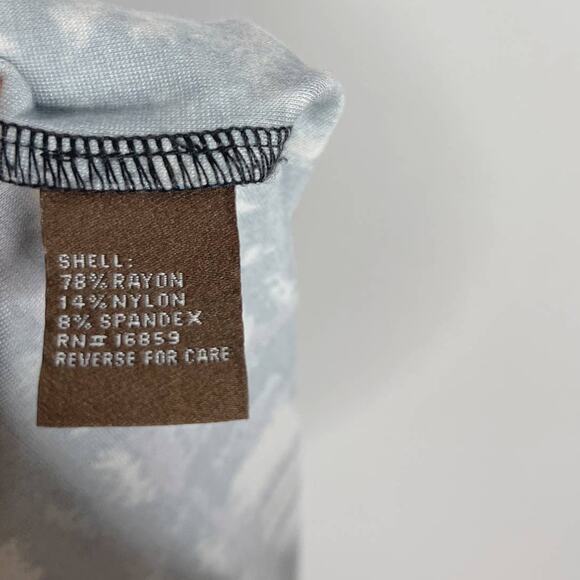 SHELL:
78% RAYON
14% NYLON
8% SPANDEX
RN# 16859
REVERSE FOR CARE